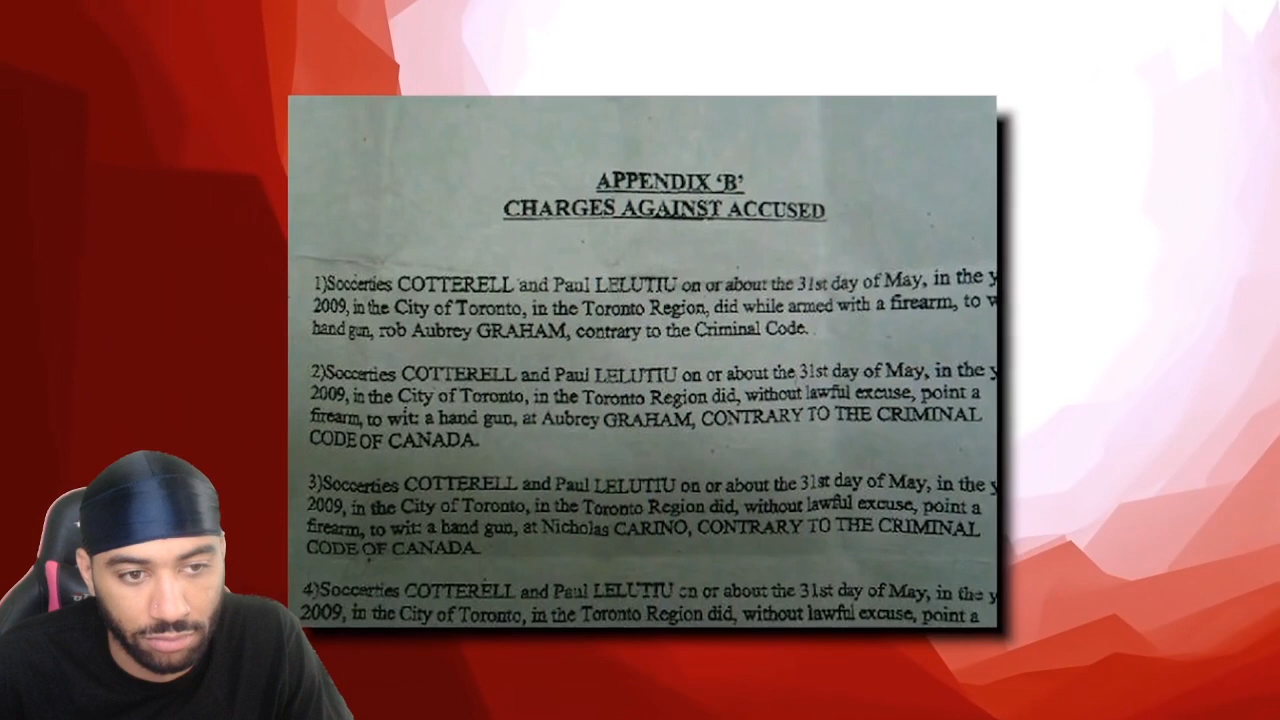 APPENDIX 'B'
CHARGES AGAINST ACCUSED
1)Soccerties COTTERELL and Paul LELUTIU on or about the 31st day of May, in the y
2009, in the City of Toronto, in the Toronto Region, did while armed with a firearm, to w
hand gun, rob Aubrey GRAHAM, contrary to the Criminal Code.
2)Soccerties COTTERELL and Paul LELUTIU on or about the 31st day of May, in the y
2009, in the City of Toronto, in the Toronto Region did, without lawful excuse, point a
firearm, to wit: a hand gun, at Aubrey GRAHAM, CONTRARY TO THE CRIMINAL
CODE OF CANADA.
3)Soccerties COTTERELL and Paul LELUTIU on or about the 31st day of May, in the y
2009, in the City of Toronto, in the Toronto Region did, without lawful excuse, point a
firearm, to wit: a hand gun, at Nicholas CARINO, CONTRARY TO THE CRIMINAL
CODE OF CANADA.
4)Soccerties COTTERELL and Paul LELUTIU on or about the 31st day of May, in the y
2009, in the City of Toronto, in the Toronto Region did, without lawful excuse, point a